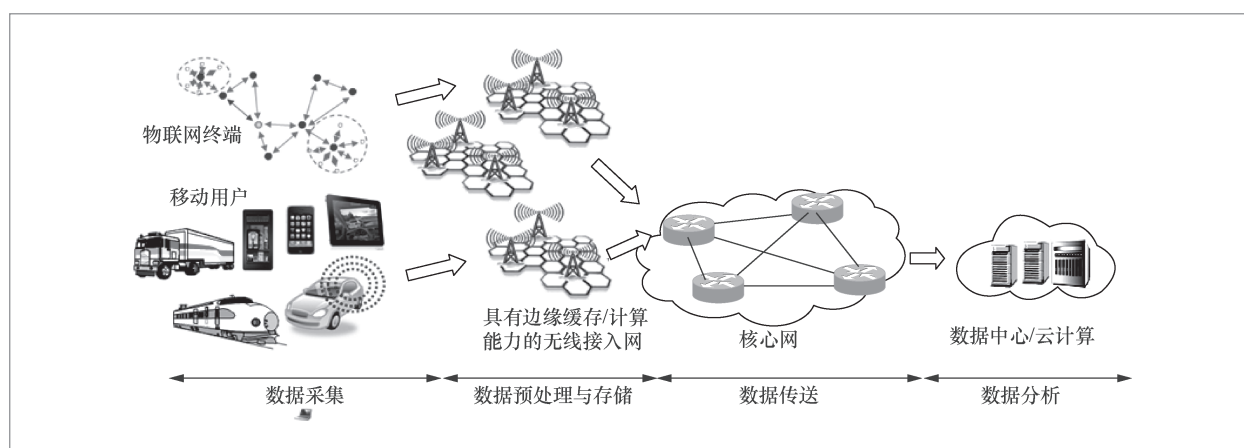 物联网终端
移动用户
具有边缘缓存/计算
能力的无线接入网
核心网
数据中心/云计算
数据采集
数据预处理与存储
数据传送
数据分析